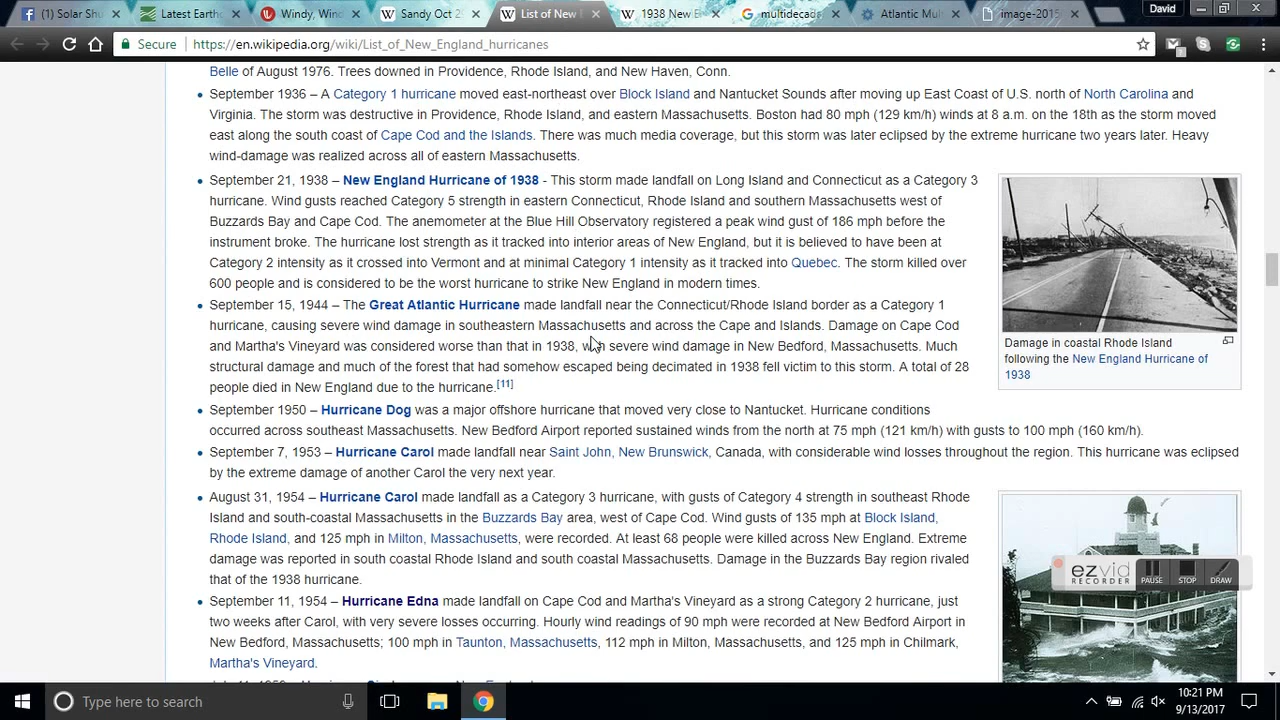 (1) Solar Shu
Latest Earth
Windy, Win
Sandy Oct 2
List of New
1938 New E
multidecada
Atlantic Mul
image-2015
David
Secure
https://en.wikipedia.org/wiki/List_of_New_England_hurricanes
Belle of August 1976. Trees downed in Providence, Rhode Island, and New Haven, Conn.
September 1936 – A Category 1 hurricane moved east-northeast over Block Island and Nantucket Sounds after moving up East Coast of U.S. north of North Carolina and
Virginia. The storm was destructive in Providence, Rhode Island, and eastern Massachusetts. Boston had 80 mph (129 km/h) winds at 8 a.m. on the 18th as the storm moved
east along the south coast of Cape Cod and the Islands. There was much media coverage, but this storm was later eclipsed by the extreme hurricane two years later. Heavy
wind-damage was realized across all of eastern Massachusetts.
September 21, 1938 – New England Hurricane of 1938 - This storm made landfall on Long Island and Connecticut as a Category 3
hurricane. Wind gusts reached Category 5 strength in eastern Connecticut, Rhode Island and southern Massachusetts west of
Buzzards Bay and Cape Cod. The anemometer at the Blue Hill Observatory registered a peak wind gust of 186 mph before the
instrument broke. The hurricane lost strength as it tracked into interior areas of New England, but it is believed to have been at
Category 2 intensity as it crossed into Vermont and at minimal Category 1 intensity as it tracked into Quebec. The storm killed over
600 people and is considered to be the worst hurricane to strike New England in modern times.
Damage in coastal Rhode Island
following the New England Hurricane of
1938
September 15, 1944 – The Great Atlantic Hurricane made landfall near the Connecticut/Rhode Island border as a Category 1
hurricane, causing severe wind damage in southeastern Massachusetts and across the Cape and Islands. Damage on Cape Cod
and Martha's Vineyard was considered worse than that in 1938, with severe wind damage in New Bedford, Massachusetts. Much
structural damage and much of the forest that had somehow escaped being decimated in 1938 fell victim to this storm. A total of 28
people died in New England due to the hurricane.[11]
September 1950 – Hurricane Dog was a major offshore hurricane that moved very close to Nantucket. Hurricane conditions
occurred across southeast Massachusetts. New Bedford Airport reported sustained winds from the north at 75 mph (121 km/h) with gusts to 100 mph (160 km/h).
September 7, 1953 – Hurricane Carol made landfall near Saint John, New Brunswick, Canada, with considerable wind losses throughout the region. This hurricane was eclipsed
by the extreme damage of another Carol the very next year.
August 31, 1954 – Hurricane Carol made landfall as a Category 3 hurricane, with gusts of Category 4 strength in southeast Rhode
Island and south-coastal Massachusetts in the Buzzards Bay area, west of Cape Cod. Wind gusts of 135 mph at Block Island,
Rhode Island, and 125 mph in Milton, Massachusetts, were recorded. At least 68 people were killed across New England. Extreme
damage was reported in south coastal Rhode Island and south coastal Massachusetts. Damage in the Buzzards Bay region rivaled
that of the 1938 hurricane.
September 11, 1954 – Hurricane Edna made landfall on Cape Cod and Martha's Vineyard as a strong Category 2 hurricane, just
two weeks after Carol, with very severe losses occurring. Hourly wind readings of 90 mph were recorded at New Bedford Airport in
New Bedford, Massachusetts; 100 mph in Taunton, Massachusetts, 112 mph in Milton, Massachusetts, and 125 mph in Chilmark,
Martha's Vineyard.
ezvid
RECORDER
PAUSE
STOP
DRAW
Type here to search
10:21 PM
9/13/2017